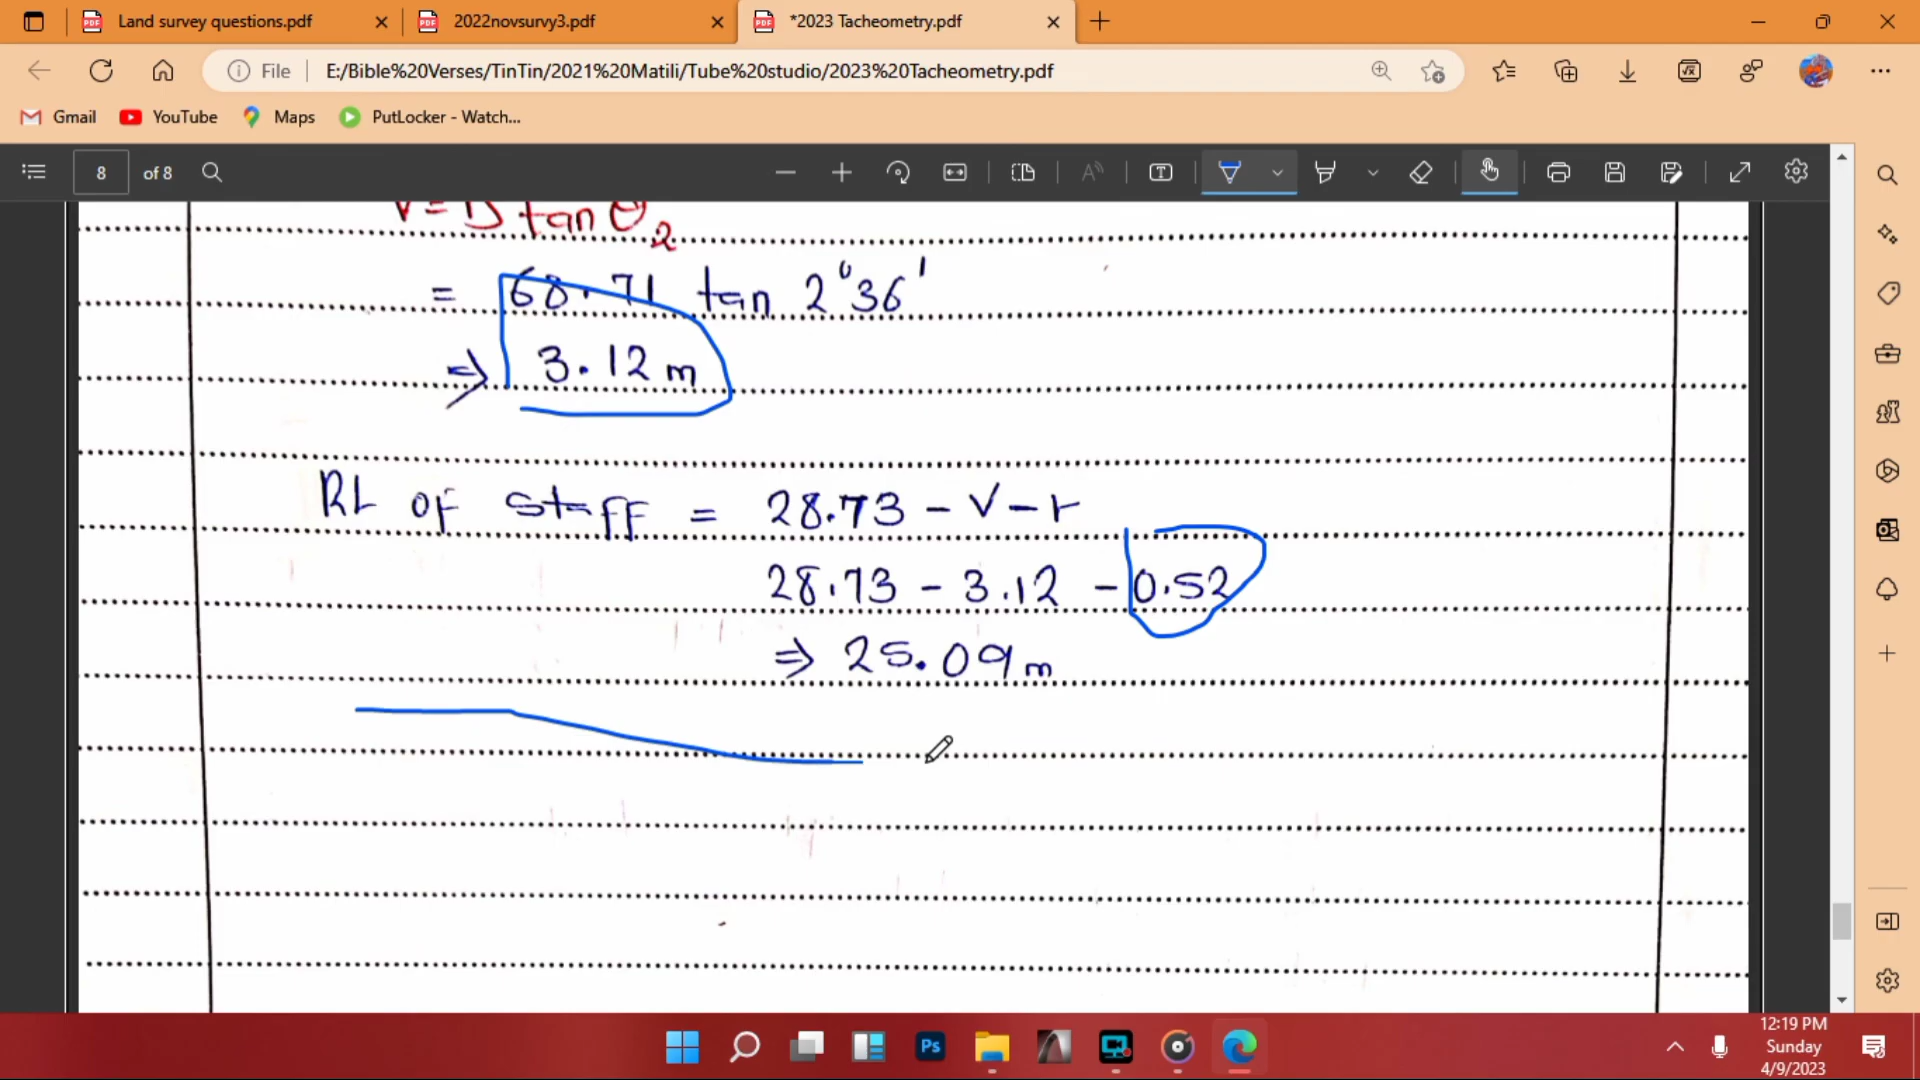 Land survey questions.pdf
2022novsurvy3.pdf
*2023 Tacheometry.pdf
File
E:/Bible%20Verses/TinTin/2021%20Matili/Tube%20studio/2023%20Tacheometry.pdf
Gmail
YouTube
Maps
PutLocker - Watch...
8 of 8
V = D tan θ2
= 68.71 tan 2°36'
⇒ 3.12 m
RL of staff = 28.73 - V - r
28.73 - 3.12 - 0.52
⇒ 25.09 m
Ps
12:19 PM
Sunday
4/9/2023